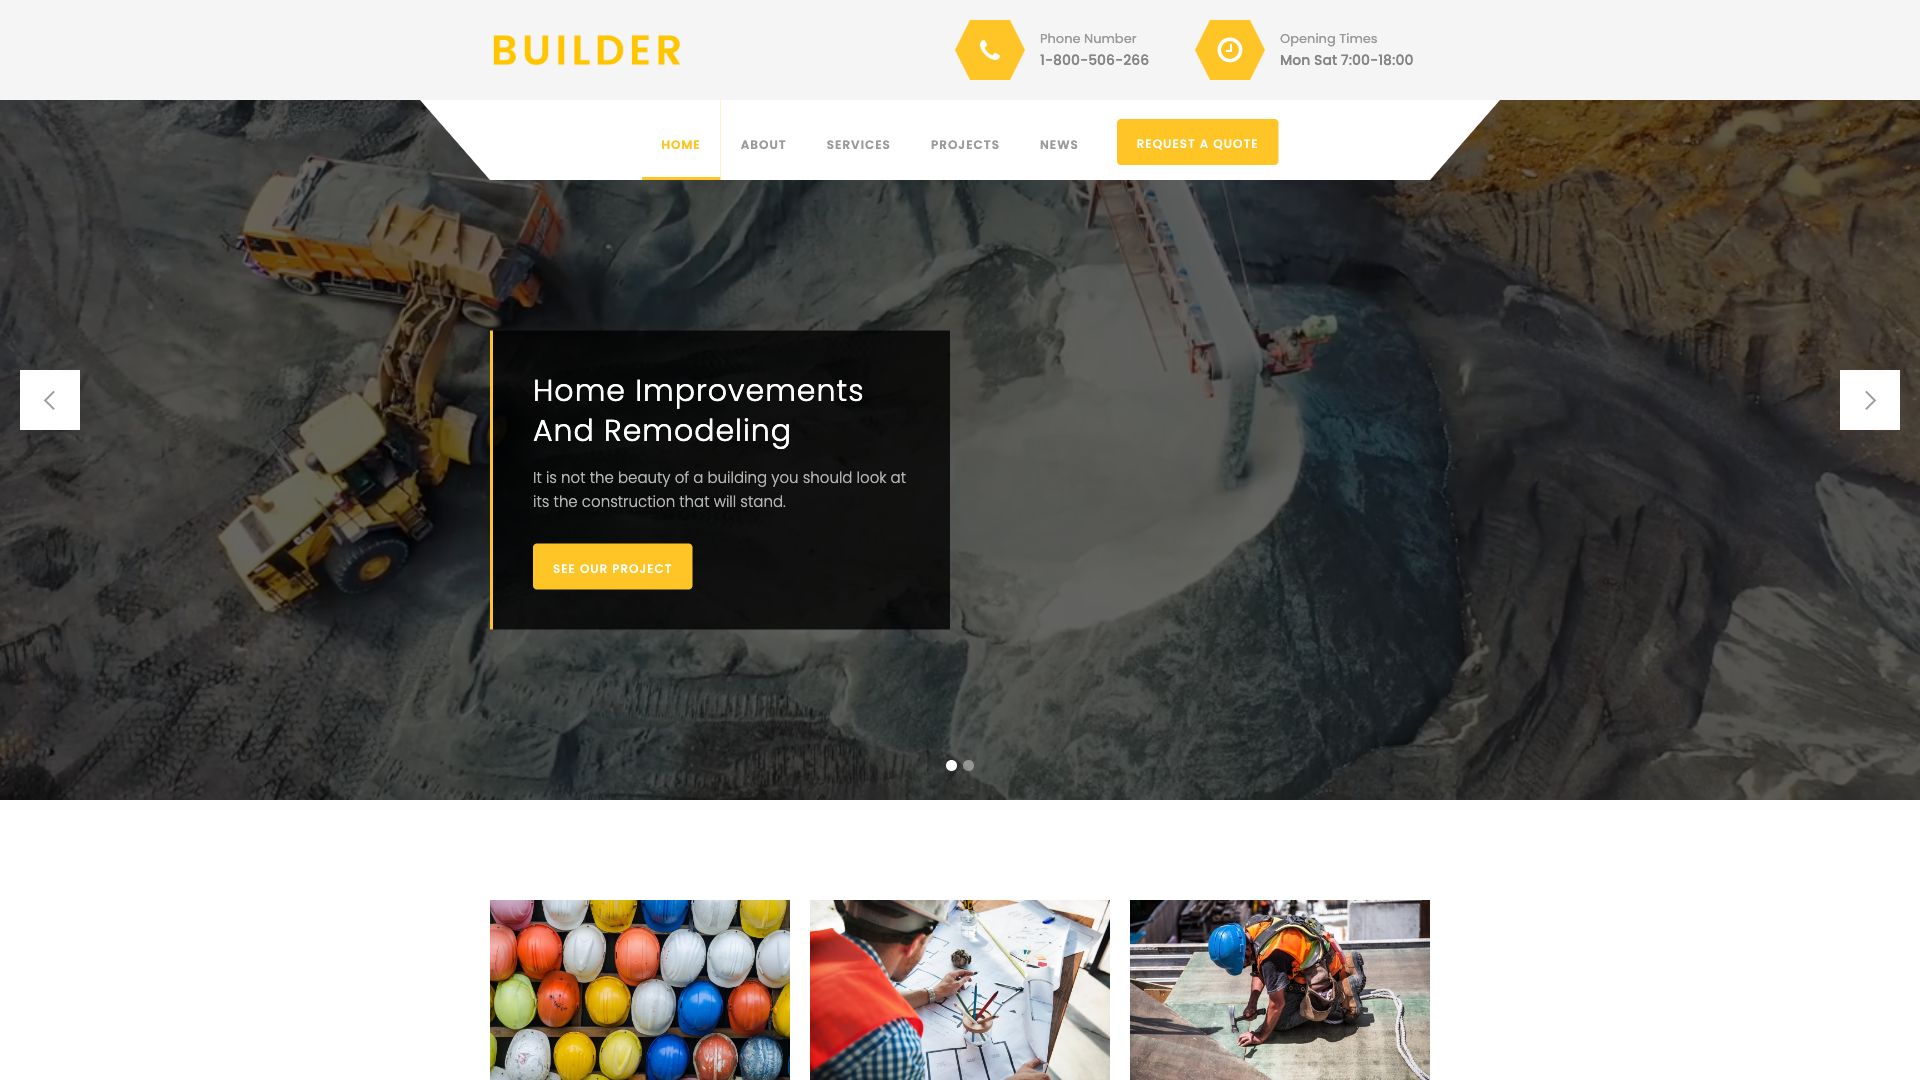 BUILDER
Phone Number
1-800-506-266
Opening Times
Mon Sat 7:00-18:00
HOME
ABOUT
SERVICES
PROJECTS
NEWS
REQUEST A QUOTE
Home Improvements
And Remodeling
It is not the beauty of a building you should look at
its the construction that will stand.
SEE OUR PROJECT